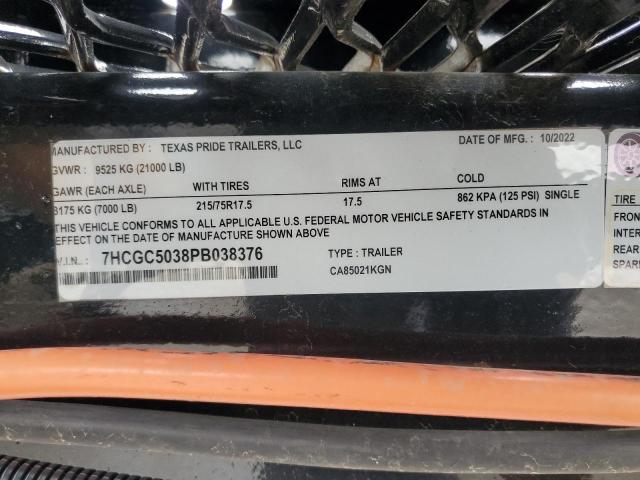 MANUFACTURED BY : TEXAS PRIDE TRAILERS, LLC DATE OF MFG. : 10/2022
GVWR : 9525 KG (21000 LB)
GAWR (EACH AXLE) WITH TIRES RIMS AT COLD
3175 KG (7000 LB) 215/75R17.5 17.5 862 KPA (125 PSI) SINGLE
THIS VEHICLE CONFORMS TO ALL APPLICABLE U.S. FEDERAL MOTOR VEHICLE SAFETY STANDARDS IN
EFFECT ON THE DATE OF MANUFACTURE SHOWN ABOVE
V.I.N. : 7HCGC5038PB038376 TYPE : TRAILER
CA85021KGN
TIRE
FRON
INTER
REAR
SPAR